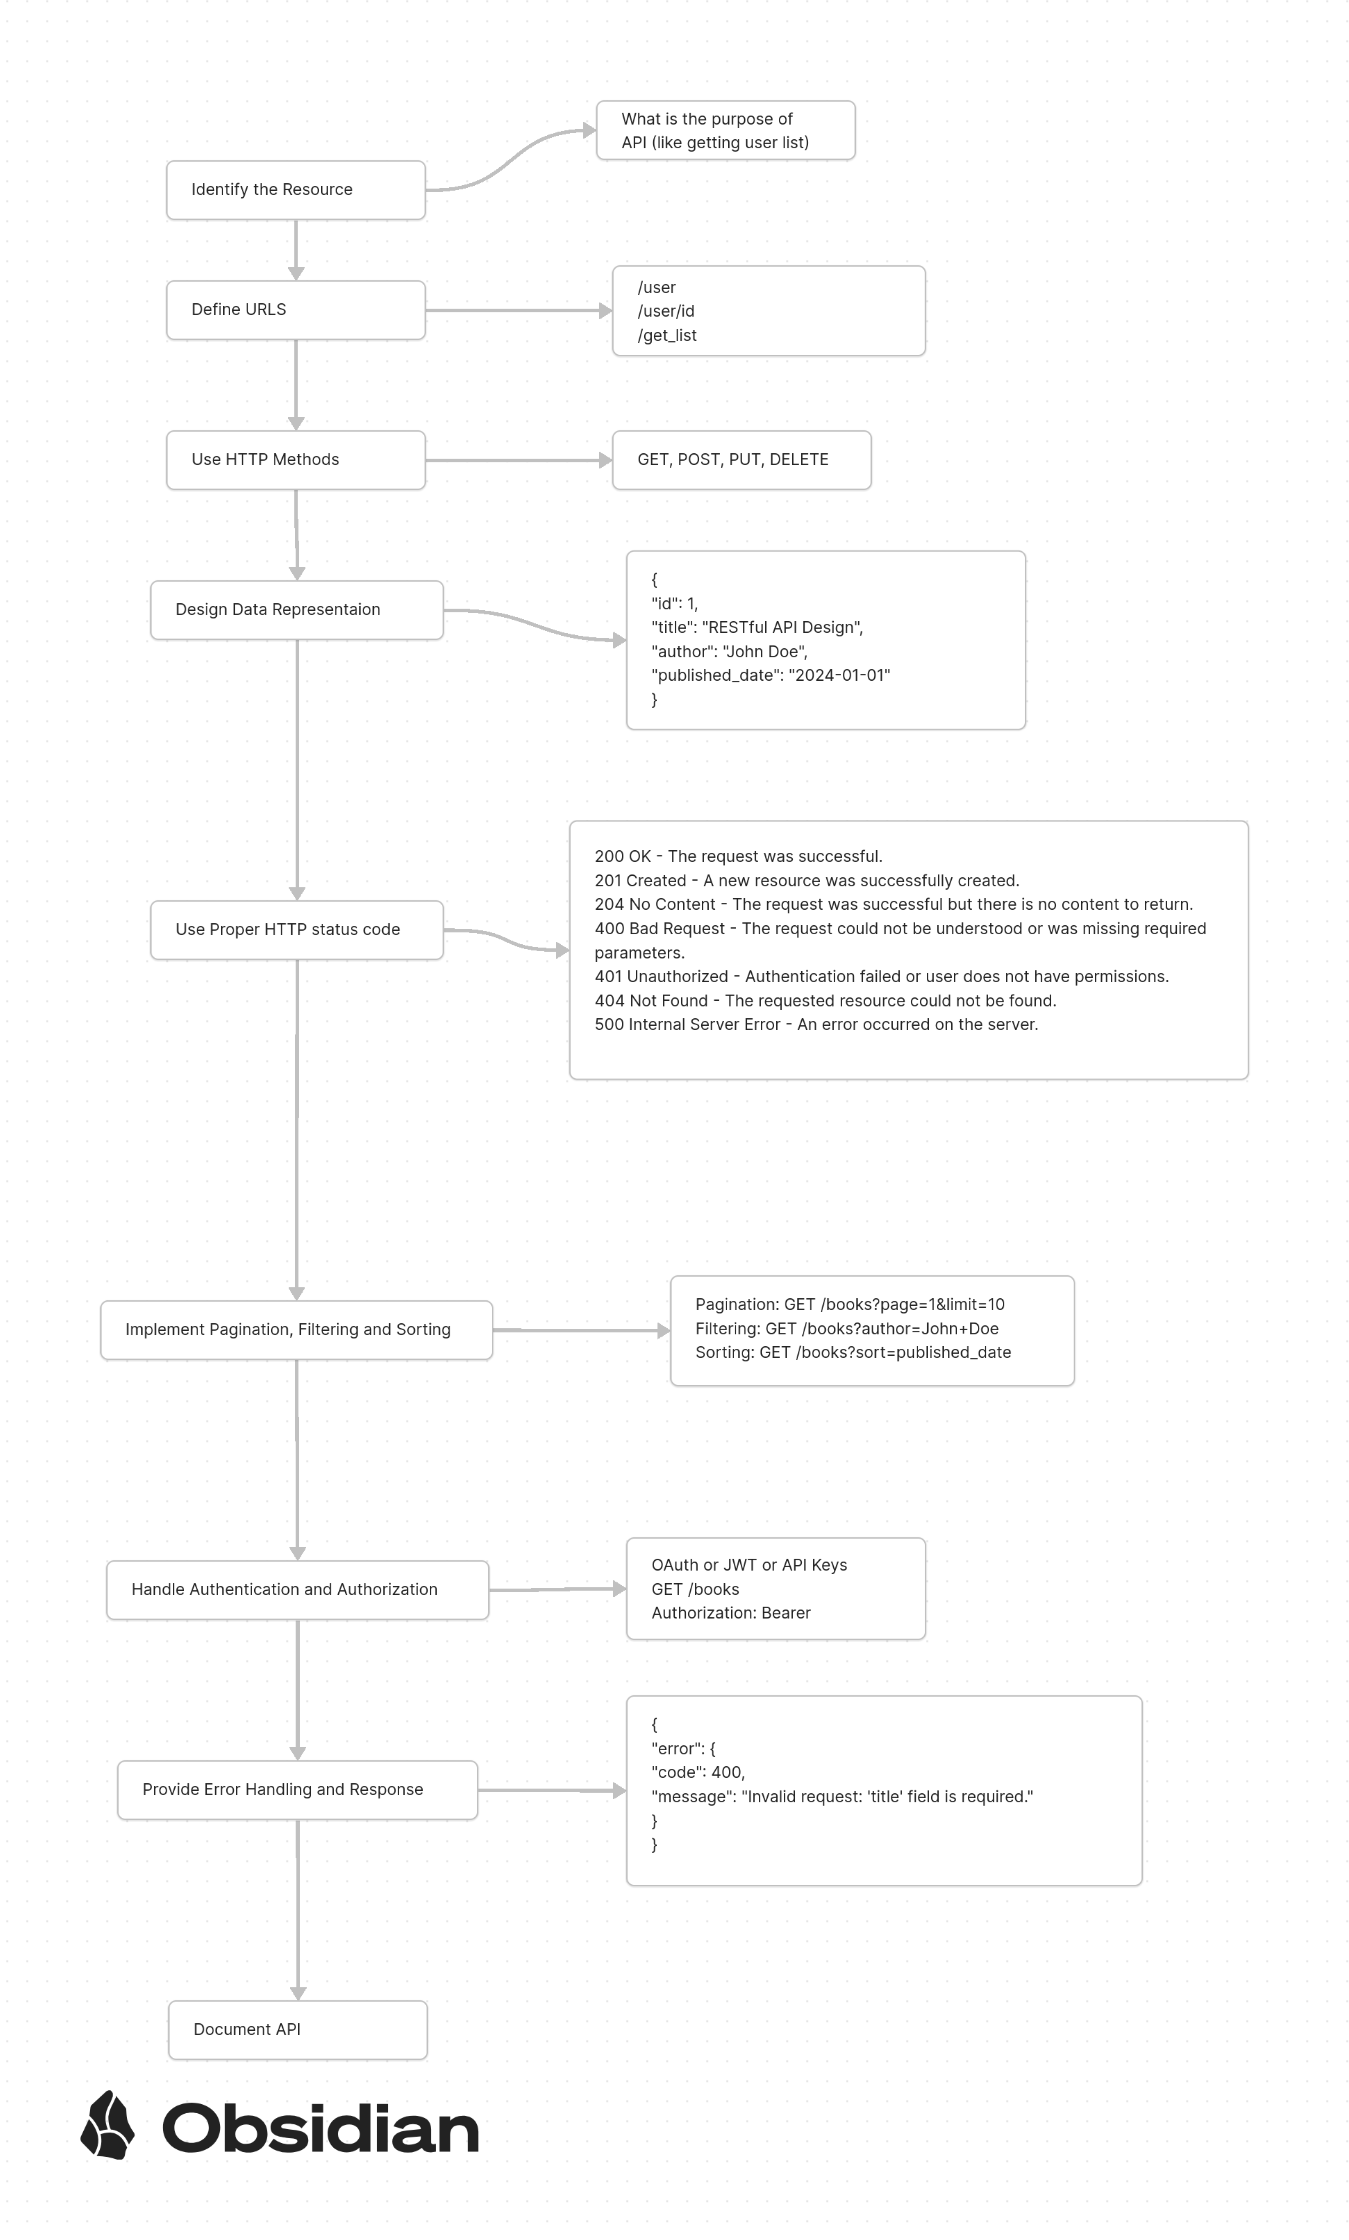 What is the purpose of
API (like getting user list)
Identify the Resource
Define URLS
/user
/user/id
/get_list
Use HTTP Methods
GET, POST, PUT, DELETE
Design Data Representaion
{
"id": 1,
"title": "RESTful API Design",
"author": "John Doe",
"published_date": "2024-01-01"
}
Use Proper HTTP status code
200 OK - The request was successful.
201 Created - A new resource was successfully created.
204 No Content - The request was successful but there is no content to return.
400 Bad Request - The request could not be understood or was missing required
parameters.
401 Unauthorized - Authentication failed or user does not have permissions.
404 Not Found - The requested resource could not be found.
500 Internal Server Error - An error occurred on the server.
Implement Pagination, Filtering and Sorting
Pagination: GET /books?page=1&limit=10
Filtering: GET /books?author=John+Doe
Sorting: GET /books?sort=published_date
Handle Authentication and Authorization
OAuth or JWT or API Keys
GET /books
Authorization: Bearer
Provide Error Handling and Response
{
"error": {
"code": 400,
"message": "Invalid request: 'title' field is required."
}
}
Document API
Obsidian